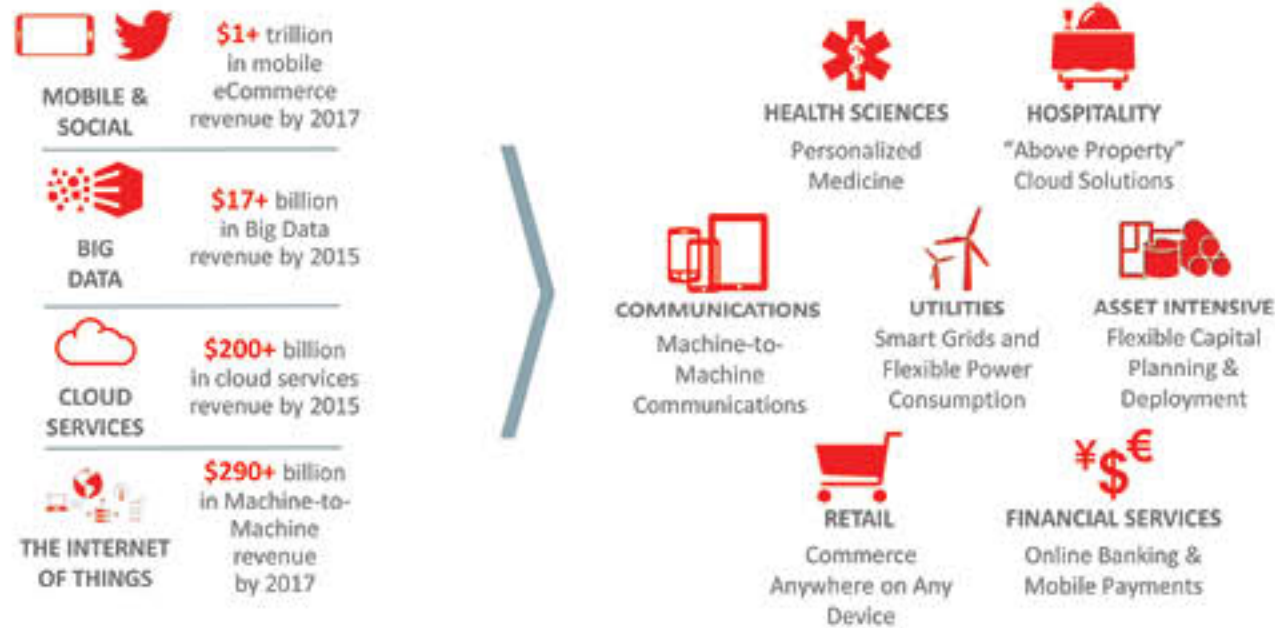 $1+ trillion
in mobile
eCommerce
revenue by 2017
MOBILE &
SOCIAL
$17+ billion
in Big Data
revenue by 2015
BIG
DATA
$200+ billion
in cloud services
revenue by 2015
CLOUD
SERVICES
$290+ billion
in Machine-to-
Machine
revenue
by 2017
THE INTERNET
OF THINGS
HEALTH SCIENCES
Personalized
Medicine
HOSPITALITY
"Above Property"
Cloud Solutions
COMMUNICATIONS
Machine-to-
Machine
Communications
UTILITIES
Smart Grids and
Flexible Power
Consumption
ASSET INTENSIVE
Flexible Capital
Planning &
Deployment
RETAIL
Commerce
Anywhere on Any
Device
¥$€
FINANCIAL SERVICES
Online Banking &
Mobile Payments